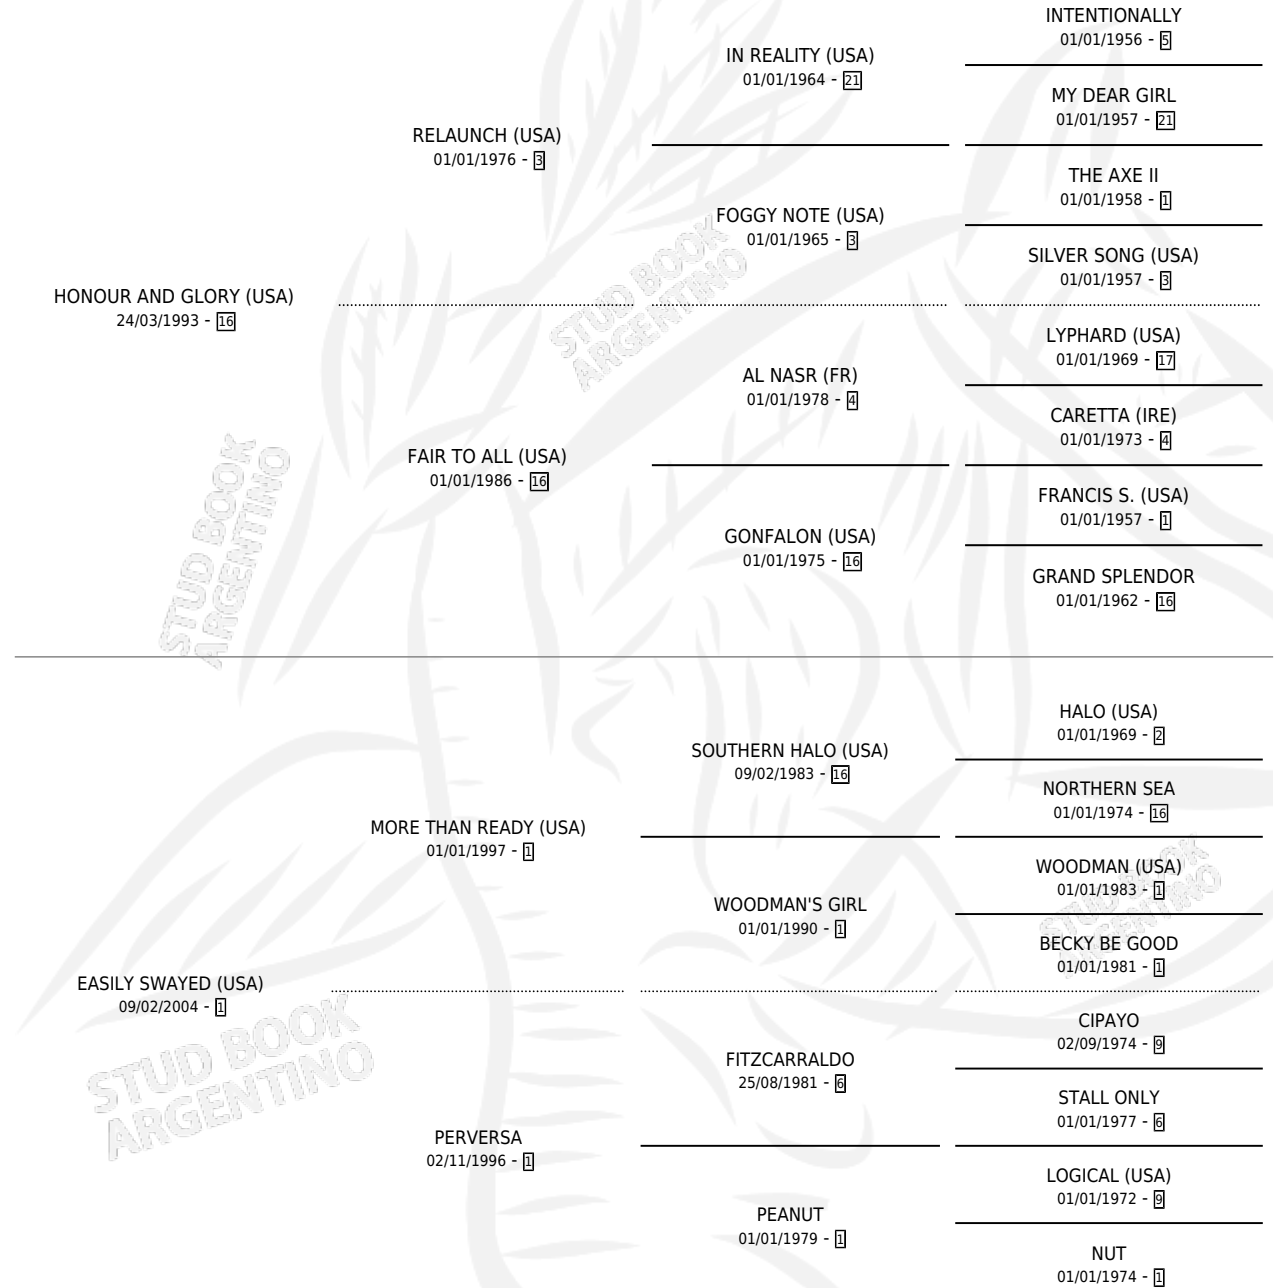 INTENTIONALLY
01/01/1956 - 5
IN REALITY (USA)
01/01/1964 - 21
MY DEAR GIRL
01/01/1957 - 21
RELAUNCH (USA)
01/01/1976 - 3
THE AXE II
01/01/1958 - 1
FOGGY NOTE (USA)
01/01/1965 - 3
SILVER SONG (USA)
01/01/1957 - 3
HONOUR AND GLORY (USA)
24/03/1993 - 16
STUD BOOK
ARGENTINO
LYPHARD (USA)
01/01/1969 - 17
AL NASR (FR)
01/01/1978 - 4
CARETTA (IRE)
01/01/1973 - 4
FAIR TO ALL (USA)
01/01/1986 - 16
FRANCIS S. (USA)
01/01/1957 - 1
GONFALON (USA)
01/01/1975 - 16
GRAND SPLENDOR
01/01/1962 - 16
STUD BOOK
ARGENTINO
HALO (USA)
01/01/1969 - 2
SOUTHERN HALO (USA)
09/02/1983 - 16
NORTHERN SEA
01/01/1974 - 16
MORE THAN READY (USA)
01/01/1997 - 1
WOODMAN (USA)
01/01/1983 - 1
WOODMAN'S GIRL
01/01/1990 - 1
BECKY BE GOOD
01/01/1981 - 1
STUD BOOK
ARGENTINO
EASILY SWAYED (USA)
09/02/2004 - 1
STUD BOOK
ARGENTINO
CIPAYO
02/09/1974 - 9
FITZCARRALDO
25/08/1981 - 6
STALL ONLY
01/01/1977 - 6
PERVERSA
02/11/1996 - 1
LOGICAL (USA)
01/01/1972 - 9
PEANUT
01/01/1979 - 1
NUT
01/01/1974 - 1